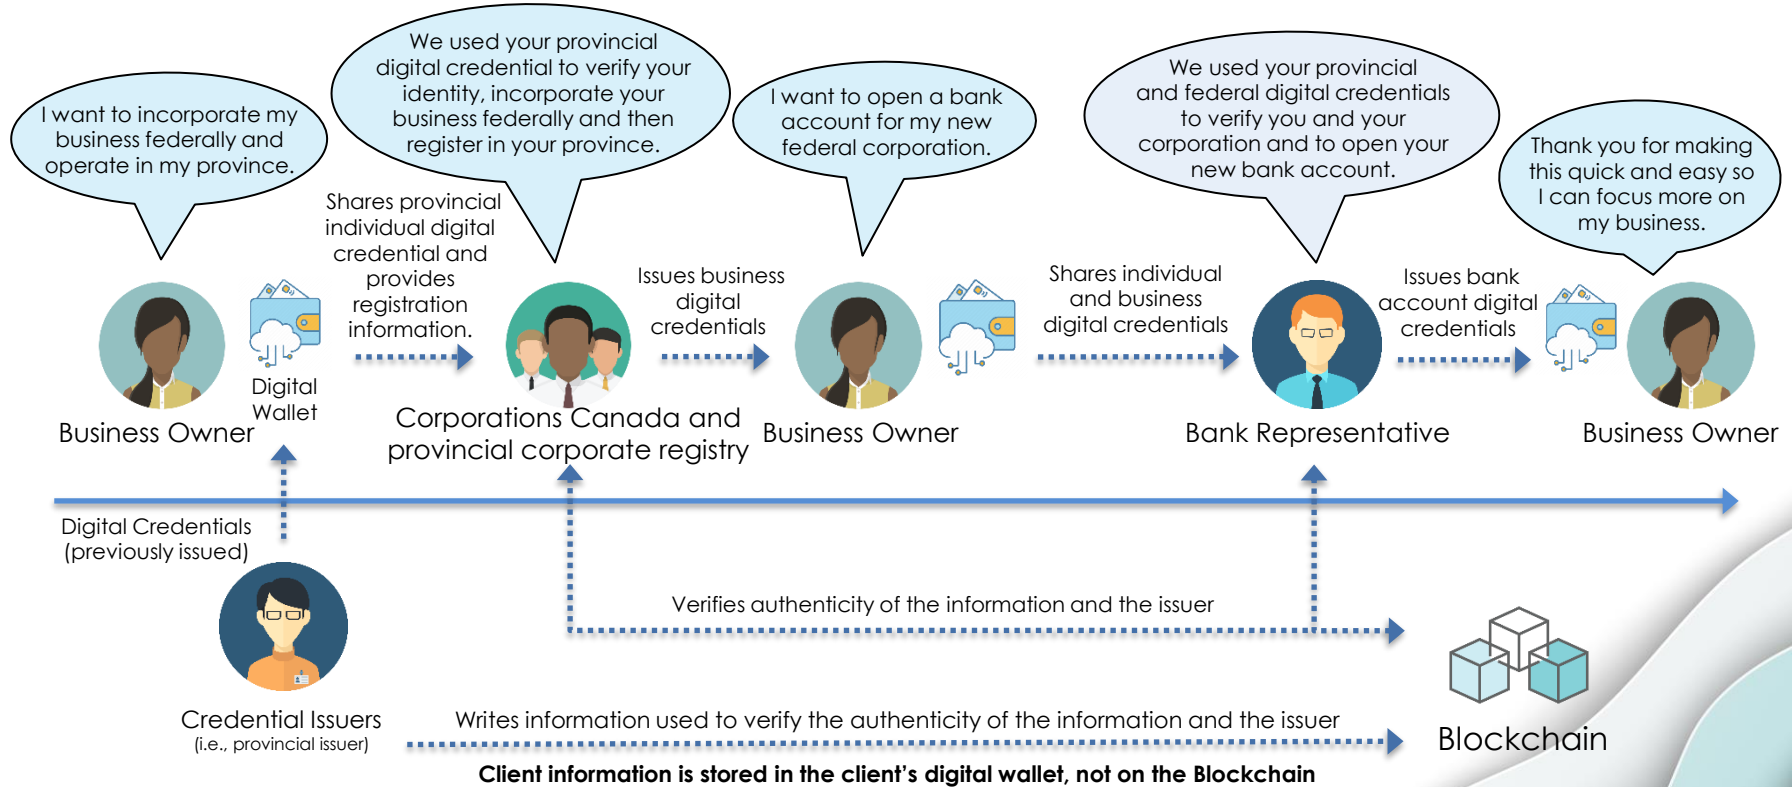 I want to incorporate my
business federally and
operate in my province.
We used your provincial
digital credential to verify your
identity, incorporate your
business federally and then
register in your province.
I want to open a bank
account for my new
federal corporation.
We used your provincial
and federal digital credentials
to verify you and your
corporation and to open your
new bank account.
Thank you for making
this quick and easy so
I can focus more on
my business.
Shares provincial
individual digital
credential and
provides
registration
information.
Issues business
digital
credentials
Shares individual
and business
digital credentials
Issues bank
account digital
credentials
Digital
Wallet
Business Owner
Corporations Canada and
provincial corporate registry
Business Owner
Bank Representative
Business Owner
Digital Credentials
(previously issued)
Verifies authenticity of the information and the issuer
Credential Issuers
(i.e., provincial issuer)
Writes information used to verify the authenticity of the information and the issuer
Blockchain
Client information is stored in the client's digital wallet, not on the Blockchain